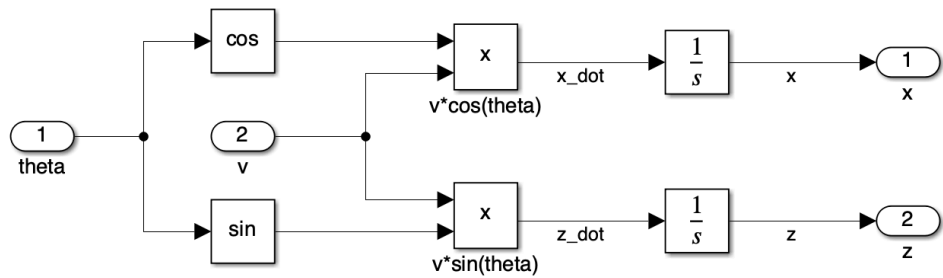 cos
x
x_dot
1
s
x
1
x
v*cos(theta)
1
theta
2
v
sin
x
z_dot
1
s
z
2
z
v*sin(theta)